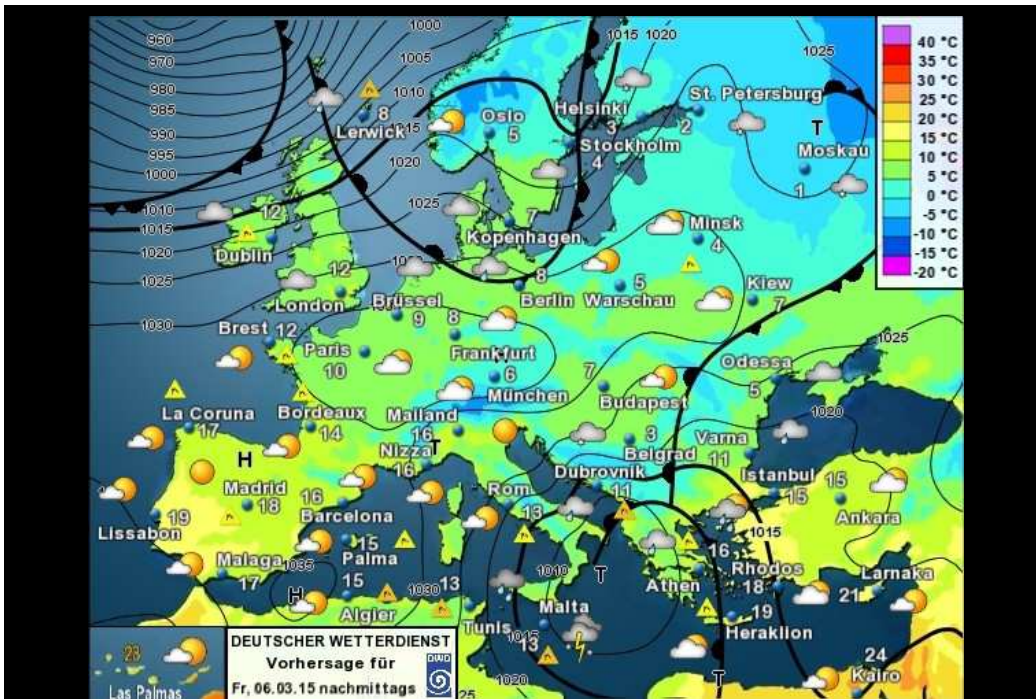 960
965
970
975
980
985
990
995
1000
1010
1015
1020
1025
1030
1000
1005
1010
1015
1020
1025
1015
1020
1025
40 °C
35 °C
30 °C
25 °C
20 °C
15 °C
10 °C
5 °C
0 °C
-5 °C
-10 °C
-15 °C
-20 °C
8
Lerwick
Oslo
5
Helsinki
3
Stockholm
4
St. Petersburg
2
T
Moskau
1
12
Dublin
7
Kopenhagen
Minsk
4
12
London
Brüssel
9
8
Berlin
Warschau
5
Kiew
7
Brest
12
Paris
10
8
Frankfurt
6
München
7
Budapest
Odessa
5
1025
La Coruna
17
Bordeaux
14
Mailand
16
T
Nizza
16
3
Belgrad
Varna
11
1020
H
Madrid
18
16
Barcelona
Rom
13
Dubrovnik
11
Istanbul
15
15
Ankara
Lissabon
19
Malaga
17
15
Palma
1035
H
15
Algier
1030
13
Tunis
1010
T
Malta
13
1015
1020
16
Athen
Rhodos
18
1015
19
Heraklion
Larnaka
21
T
24
Kairo
23
Las Palmas
DEUTSCHER WETTERDIENST
Vorhersage für
Fr, 06.03.15 nachmittags
DWD